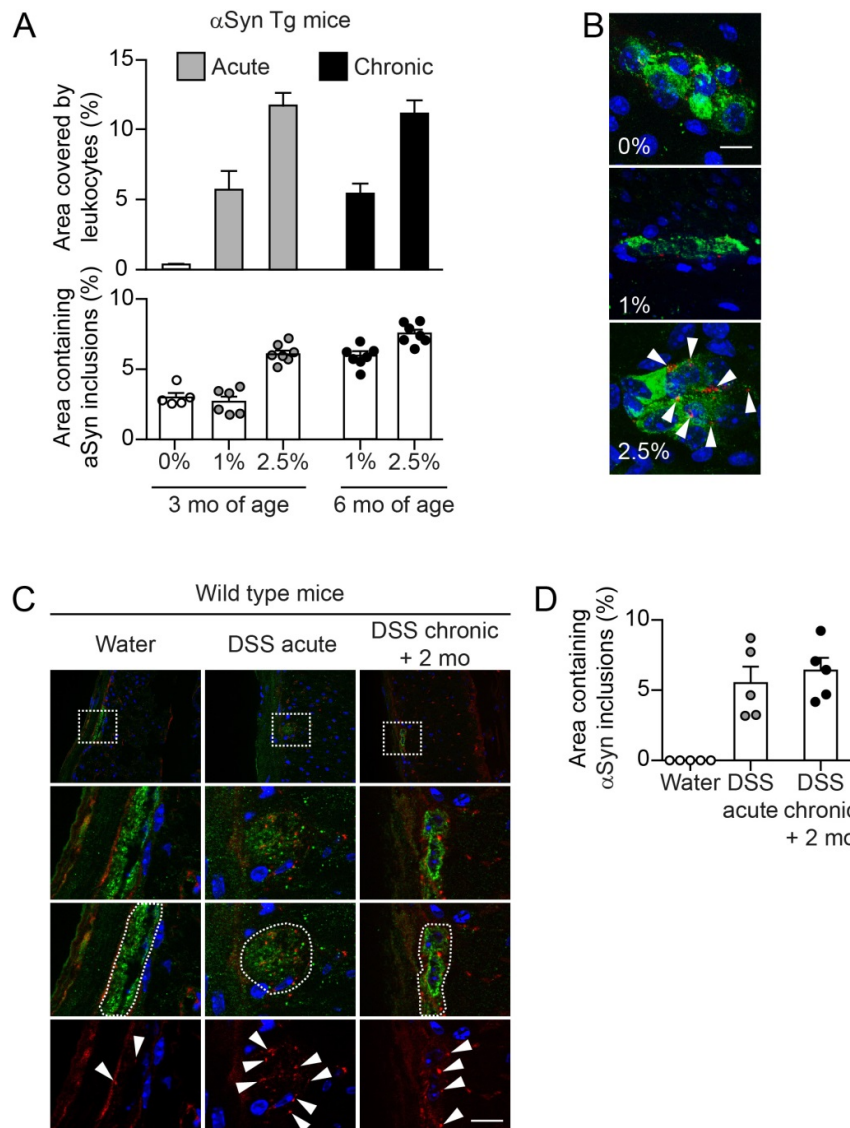 A
αSyn Tg mice
Acute
Chronic
Area covered by
leukocytes (%)
15
10
5
0
Area containing
aSyn inclusions (%)
10
5
0
0% 1% 2.5% 1% 2.5%
3 mo of age 6 mo of age
B
0%
1%
2.5%
C
Wild type mice
Water DSS acute DSS chronic
+ 2 mo
D
Area containing
αSyn inclusions (%)
10
5
0
Water DSS DSS
acute chronic
+ 2 mo